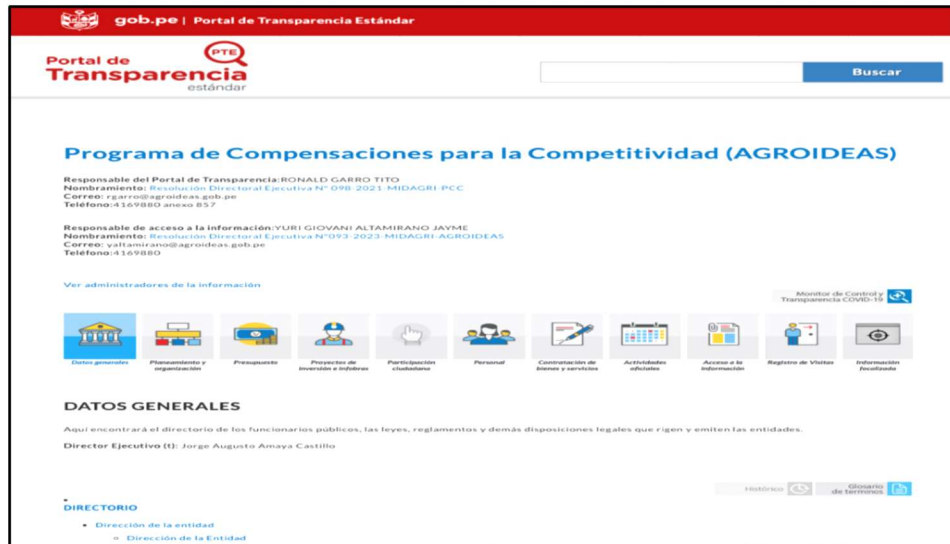 gob.pe | Portal de Transparencia Estándar
Portal de
PTE
Transparencia
estándar
Buscar
Programa de Compensaciones para la Competitividad (AGROIDEAS)
Responsable del Portal de Transparencia:RONALD GARRO TITO
Nombramiento: Resolución Directoral Ejecutiva N° 098-2021-MIDAGRI-PCC
Correo: rgarro@agroideas.gob.pe
Teléfono:4169880 anexo 857
Responsable de acceso a la información:YURI GIOVANI ALTAMIRANO JAYME
Nombramiento: Resolución Directoral Ejecutiva N°093-2023-MIDAGRI-AGROIDEAS
Correo: yaltamirano@agroideas.gob.pe
Teléfono:4169880
Ver administradores de la información
Monitor de Control y
Transparencia COVID-19
Datos generales
Planeamiento y
organización
Presupuesto
Proyectos de
inversión e Infobras
Participación
ciudadana
Personal
Contratación de
bienes y servicios
Actividades
oficiales
Acceso a la
información
Registro de Visitas
Información
focalizada
DATOS GENERALES
Aquí encontrará el directorio de los funcionarios públicos, las leyes, reglamentos y demás disposiciones legales que rigen y emiten las entidades.
Director Ejecutivo (t): Jorge Augusto Amaya Castillo
Histórico
Glosario
de terminos
DIRECTORIO
• Dirección de la entidad
◦ Dirección de la Entidad